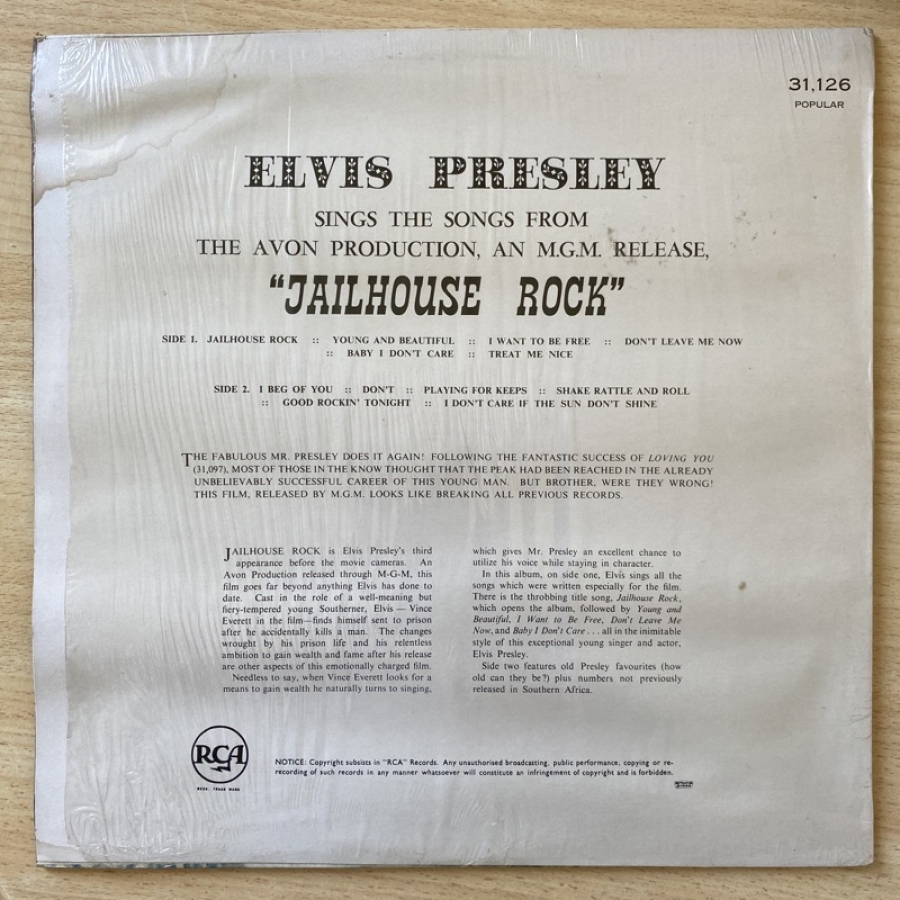 31,126
POPULAR
ELVIS PRESLEY
SINGS THE SONGS FROM
THE AVON PRODUCTION, AN M.G.M. RELEASE,
"JAILHOUSE ROCK"
SIDE 1. JAILHOUSE ROCK :: YOUNG AND BEAUTIFUL :: I WANT TO BE FREE :: DON'T LEAVE ME NOW
:: BABY I DON'T CARE :: TREAT ME NICE
SIDE 2. I BEG OF YOU :: DON'T :: PLAYING FOR KEEPS :: SHAKE RATTLE AND ROLL
:: GOOD ROCKIN' TONIGHT :: I DON'T CARE IF THE SUN DON'T SHINE
THE FABULOUS MR. PRESLEY DOES IT AGAIN! FOLLOWING THE FANTASTIC SUCCESS OF LOVING YOU
(31,097), MOST OF THOSE IN THE KNOW THOUGHT THAT THE PEAK HAD BEEN REACHED IN THE ALREADY
UNBELIEVABLY SUCCESSFUL CAREER OF THIS YOUNG MAN. BUT BROTHER, WERE THEY WRONG!
THIS FILM, RELEASED BY M.G.M. LOOKS LIKE BREAKING ALL PREVIOUS RECORDS.
JAILHOUSE ROCK is Elvis Presley's third
appearance before the movie cameras. An
Avon Production released through M-G-M, this
film goes far beyond anything Elvis has done to
date. Cast in the role of a well-meaning but
fiery-tempered young Southerner, Elvis — Vince
Everett in the film—finds himself sent to prison
after he accidentally kills a man. The changes
wrought by his prison life and his relentless
ambition to gain wealth and fame after his release
are other aspects of this emotionally charged film.
Needless to say, when Vince Everett looks for a
means to gain wealth he naturally turns to singing,
which gives Mr. Presley an excellent chance to
utilize his voice while staying in character.
In this album, on side one, Elvis sings all the
songs which were written especially for the film.
There is the throbbing title song, Jailhouse Rock,
which opens the album, followed by Young and
Beautiful, I Want to Be Free, Don't Leave Me
Now, and Baby I Don't Care . . . all in the inimitable
style of this exceptional young singer and actor,
Elvis Presley.
Side two features old Presley favourites (how
old can they be?) plus numbers not previously
released in Southern Africa.
RCA
REGD. TRADE MARK
NOTICE: Copyright subsists in "RCA" Records. Any unauthorised broadcasting, public performance, copying or re-
recording of such records in any manner whatsoever will constitute an infringement of copyright and is forbidden.